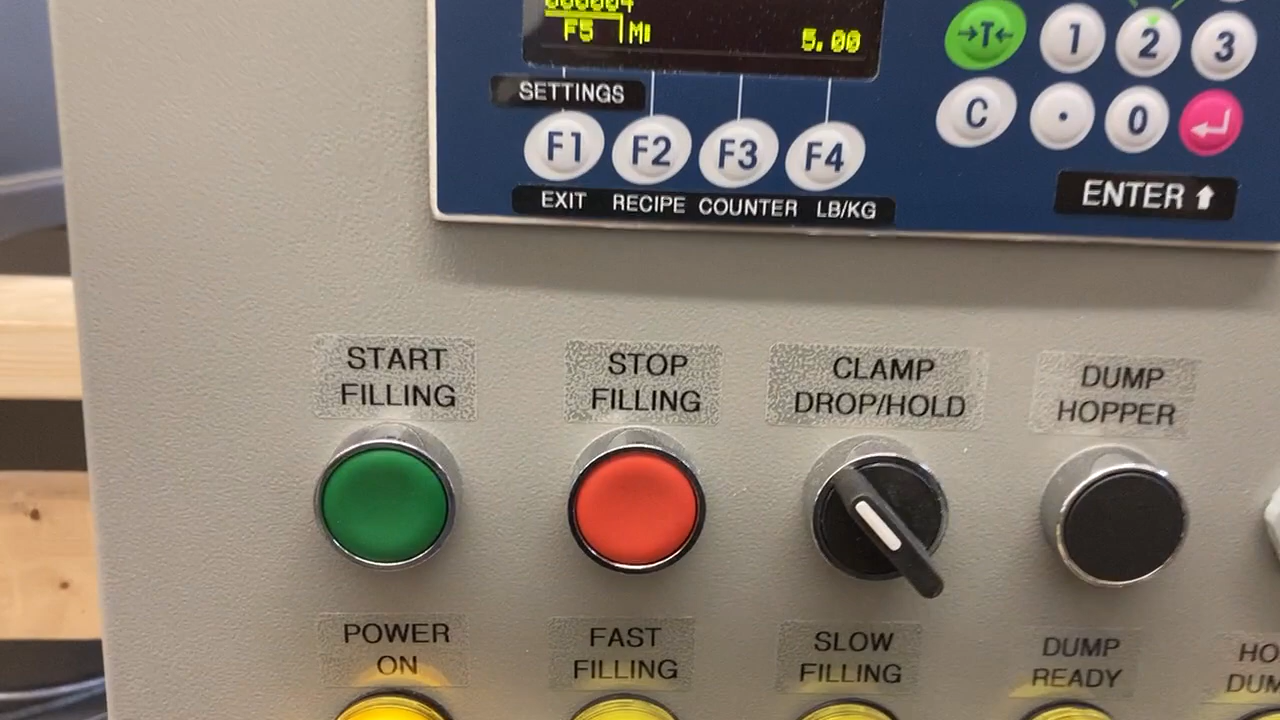 000004
F5 M
5.00
→T← 1 2 3
C . 0
SETTINGS
F1 F2 F3 F4
EXIT RECIPE COUNTER LB/KG
ENTER ↑
START
FILLING
STOP
FILLING
CLAMP
DROP/HOLD
DUMP
HOPPER
POWER
ON
FAST
FILLING
SLOW
FILLING
DUMP
READY